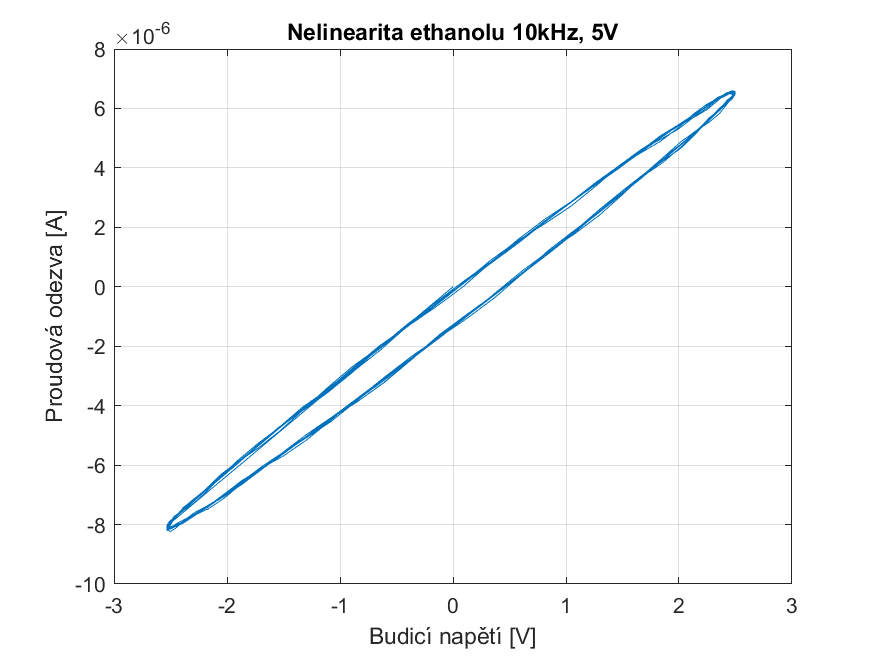 Nelinearita ethanolu 10kHz, 5V
×10-6
8
6
4
2
0
-2
-4
-6
-8
-10
Proudová odezva [A]
-3 -2 -1 0 1 2 3
Budicí napětí [V]